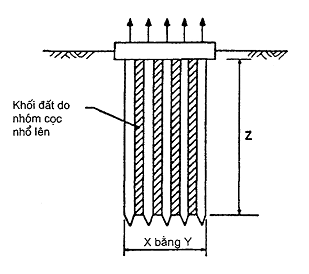 Khối đất do
nhóm cọc
nhổ lên
Z
X bằng Y